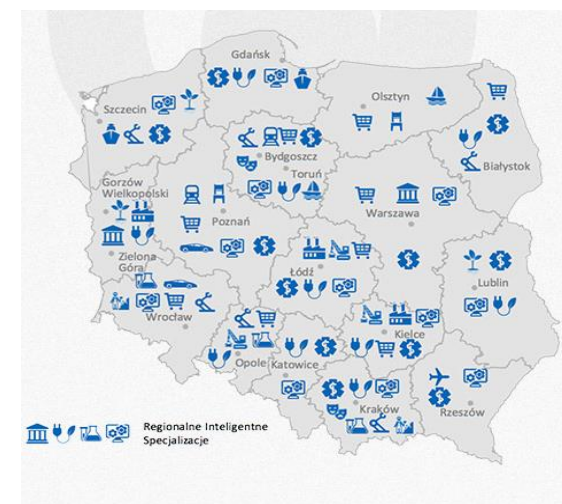 Gdańsk
Olsztyn
Szczecin
Bydgoszcz
Białystok
Toruń
Gorzów
Wielkopolski
Poznań
Warszawa
Zielona
Góra
Łódź
Lublin
Wrocław
Kielce
Opole
Katowice
Kraków
Rzeszów
Regionalne Inteligentne
Specjalizacje